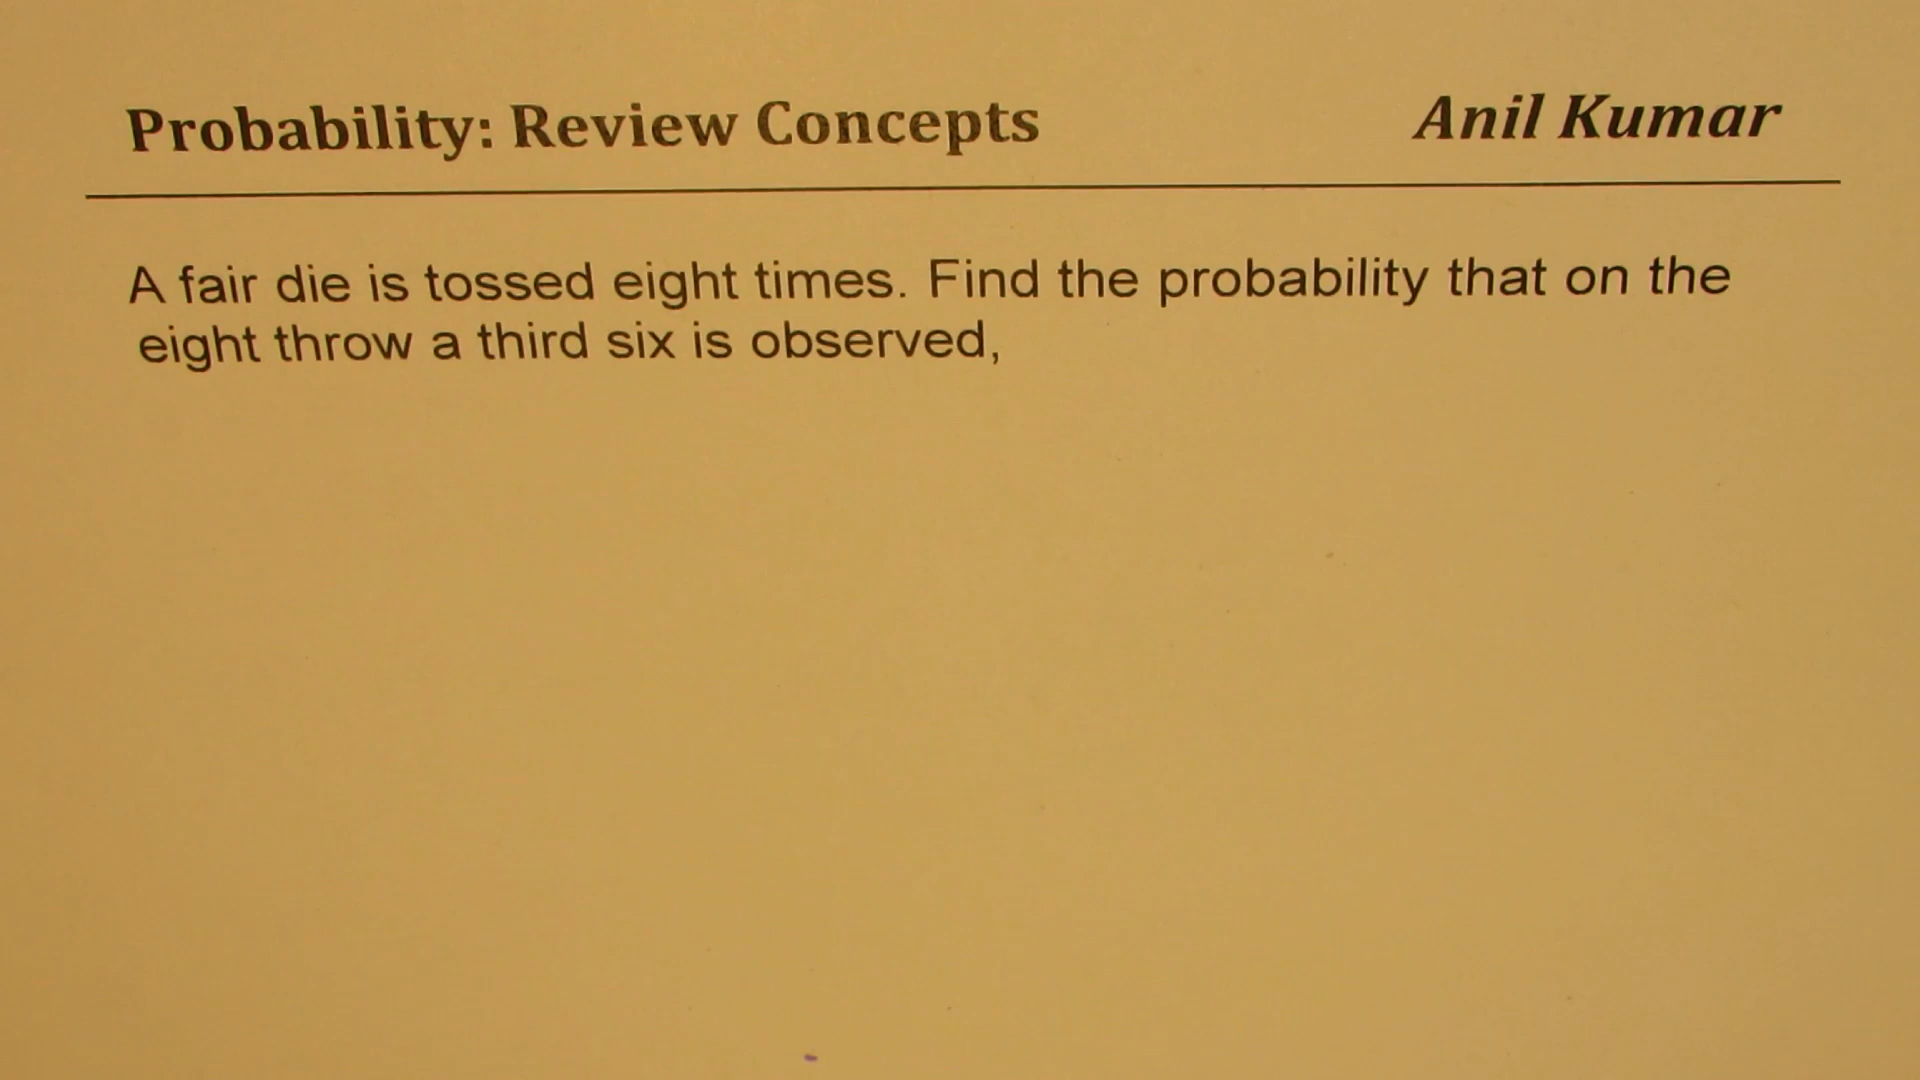 Probability: Review Concepts Anil Kumar
A fair die is tossed eight times. Find the probability that on the
eight throw a third six is observed,